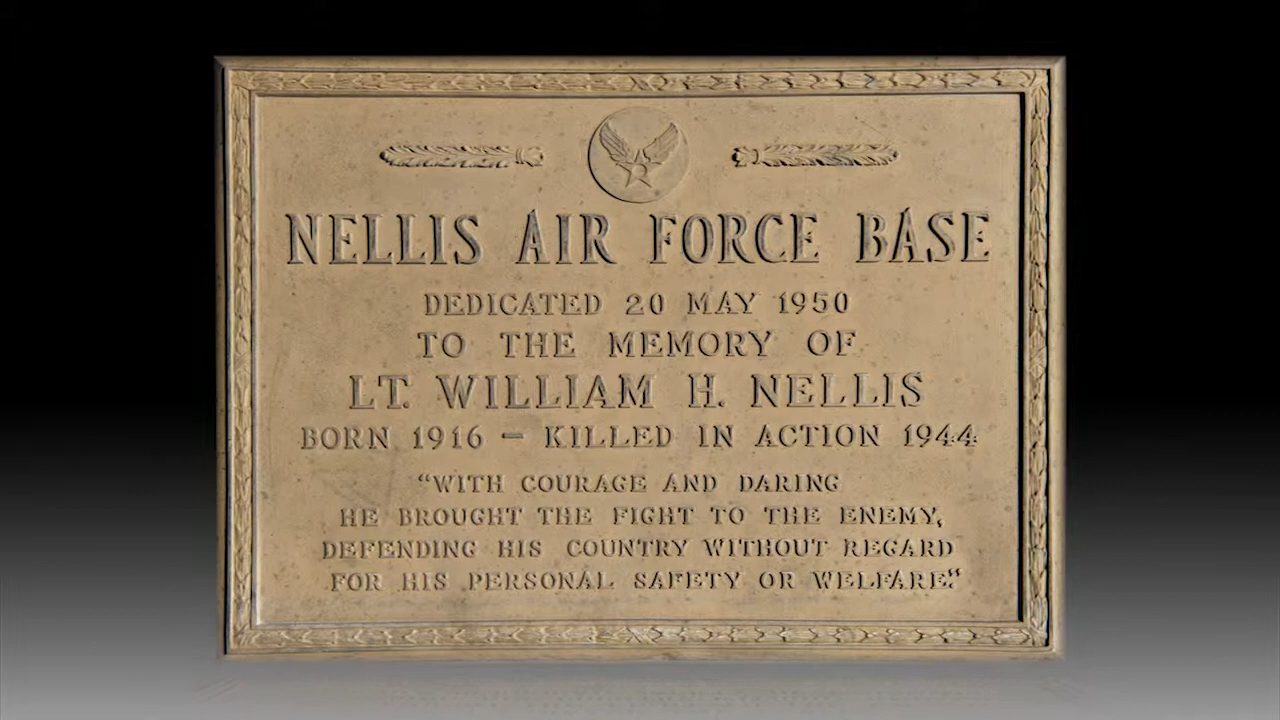 NELLIS AIR FORCE BASE
DEDICATED 20 MAY 1950
TO THE MEMORY OF
LT. WILLIAM H. NELLIS
BORN 1916 – KILLED IN ACTION 1944
“WITH COURAGE AND DARING
HE BROUGHT THE FIGHT TO THE ENEMY,
DEFENDING HIS COUNTRY WITHOUT REGARD
FOR HIS PERSONAL SAFETY OR WELFARE.”